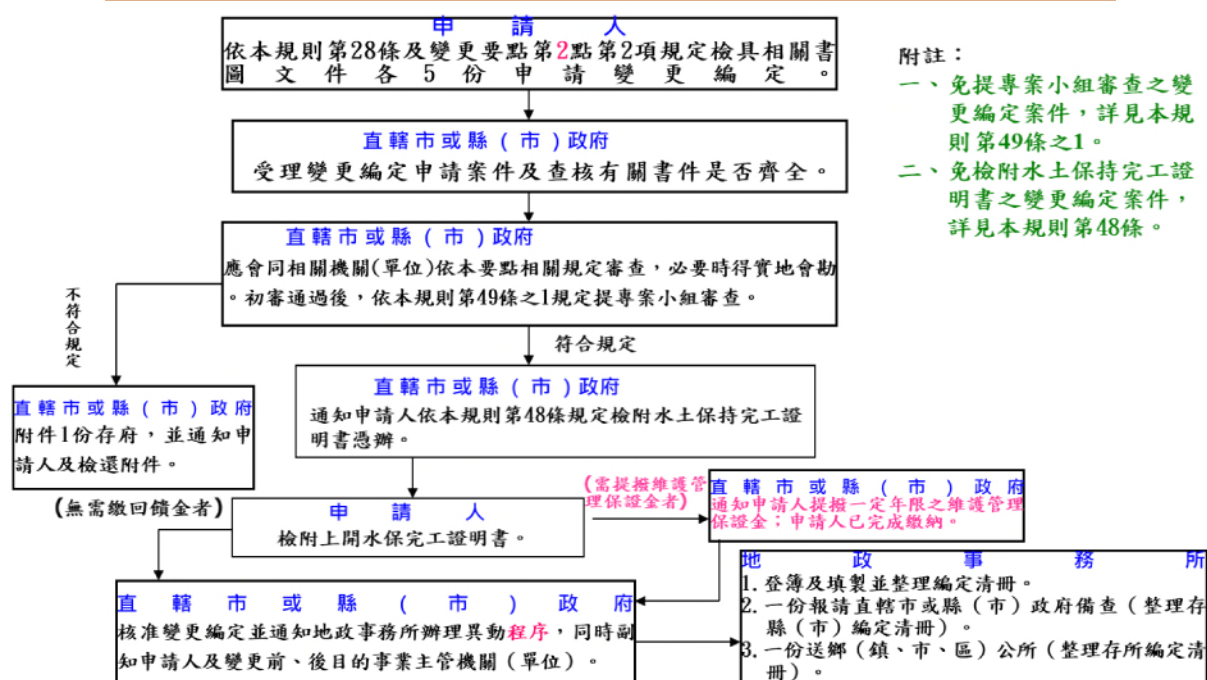 申請人
依本規則第28條及變更要點第2點第2項規定檢具相關書
圖文件各5份申請變更編定。
附註：
一、免提專案小組審查之變
更編定案件，詳見本規
則第49條之1。
二、免檢附水土保持完工證
明書之變更編定案件，
詳見本規則第48條。
直轄市或縣（市）政府
受理變更編定申請案件及查核有關書件是否齊全。
直轄市或縣（市）政府
應會同相關機關(單位)依本要點相關規定審查，必要時得實地會勘
。初審通過後，依本規則第49條之1規定提專案小組審查。
不符合規定
符合規定
直轄市或縣（市）政府
附件1份存府，並通知申
請人及檢還附件。
直轄市或縣（市）政府
通知申請人依本規則第48條規定檢附水土保持完工證
明書憑辦。
(無需繳回饋金者)
申請人
檢附上開水保完工證明書。
(需提撥維護管
理保證金者)
直轄市或縣（市）政府
通知申請人提撥一定年限之維護管理
保證金；申請人已完成繳納。
直轄市或縣（市）政府
核准變更編定並通知地政事務所辦理異動程序，同時副
知申請人及變更前、後目的事業主管機關（單位）。
地政事務所
1. 登簿及填製並整理編定清冊。
2. 一份報請直轄市或縣（市）政府備查（整理存
縣（市）編定清冊）。
3. 一份送鄉（鎮、市、區）公所（整理存所編定清
冊）。